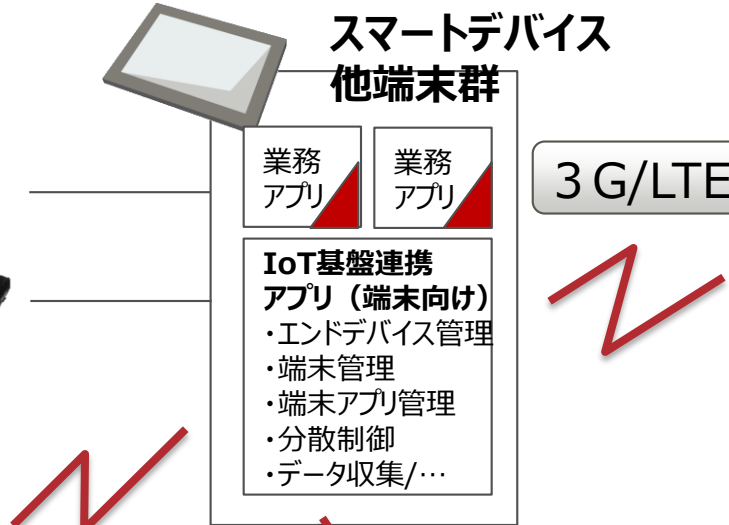 スマートデバイス
他端末群
業務
アプリ
業務
アプリ
３G/LTE
IoT基盤連携
アプリ（端末向け）
・エンドデバイス管理
・端末管理
・端末アプリ管理
・分散制御
・データ収集/…